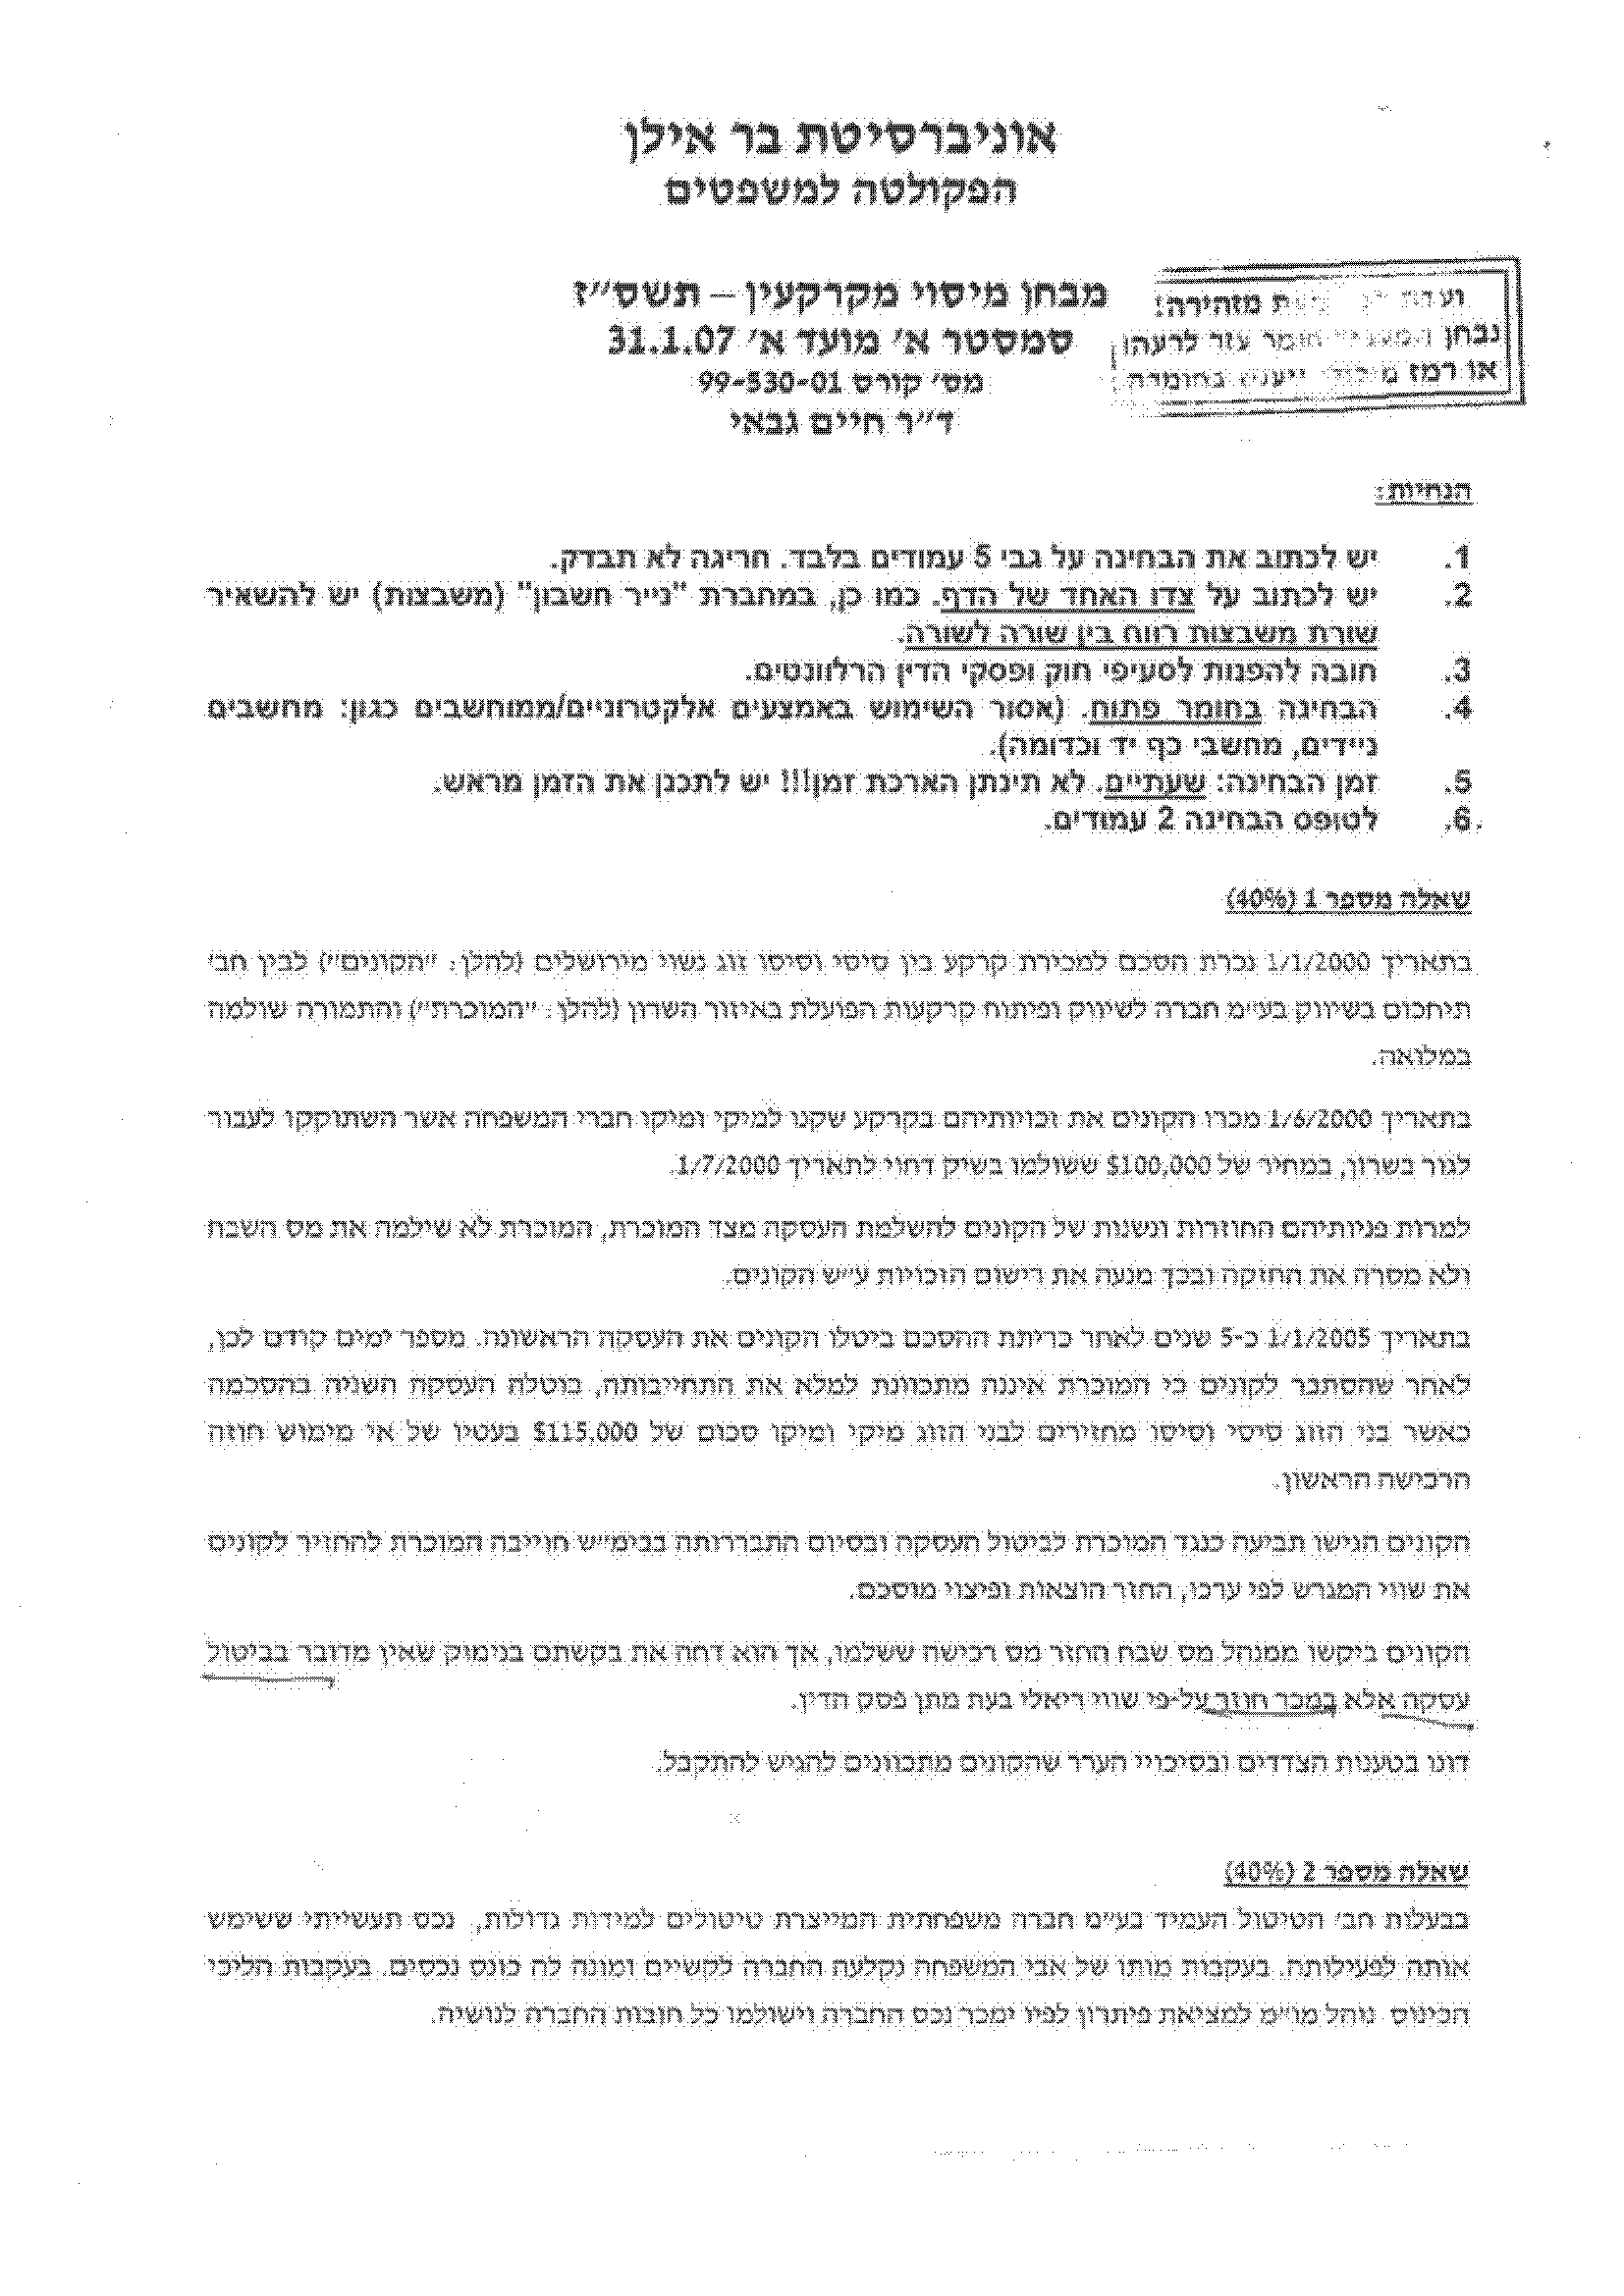 אוניברסיטת בר אילן
הפקולטה למשפטים
מבחן מיסוי מקרקעין – תשס״ז
סמסטר א׳ מועד א׳ 31.1.07
מס׳ קורס 99-530-01
ד״ר חיים גבאי
מזהירה:
נבחן חומר עזר לרעהו
או רמז ייענש בחומרה
הנחיות:
1. יש לכתוב את הבחינה על גבי 5 עמודים בלבד. חריגה לא תבדק.
2. יש לכתוב על צדו האחד של הדף. כמו כן, במחברת "נייר חשבון" (משבצות) יש להשאיר
שורת משבצות רווח בין שורה לשורה.
3. חובה להפנות לסעיפי חוק ופסקי הדין הרלוונטים.
4. הבחינה בחומר פתוח. (אסור השימוש באמצעים אלקטרוניים/ממוחשבים כגון: מחשבים
ניידים, מחשבי כף יד וכדומה).
5. זמן הבחינה: שעתיים. לא תינתן הארכת זמן!!! יש לתכנן את הזמן מראש.
6. לטופס הבחינה 2 עמודים.
שאלה מספר 1 (40%)
בתאריך 1/1/2000 נכרת הסכם למכירת קרקע בין סיסי וסיסו זוג נשוי מירושלים (להלן: ״הקונים״) לבין חב׳
תיחכום בשיווק בע״מ חברה לשיווק ופיתוח קרקעות הפועלת באיזור השרון (להלן: ״המוכרת״) והתמורה שולמה
במלואה.
בתאריך 1/6/2000 מכרו הקונים את זכויותיהם בקרקע שקנו למיקי ומיקו חברי המשפחה אשר השתוקקו לעבור
לגור בשרון, במחיר של 100,000$ ששולמו בשיק דחוי לתאריך 1/7/2000.
למרות פניותיהם החוזרות ונשנות של הקונים להשלמת העסקה מצד המוכרת, המוכרת לא שילמה את מס השבח
ולא מסרה את החזקה ובכך מנעה את רישום הזכויות ע״ש הקונים.
בתאריך 1/1/2005 כ-5 שנים לאחר כריתת ההסכם ביטלו הקונים את העסקה הראשונה. מספר ימים קודם לכן,
לאחר שהסתבר לקונים כי המוכרת איננה מתכוונת למלא את התחייבותה, בוטלה העסקה השניה בהסכמה
כאשר בני הזוג סיסי וסיסו מחזירים לבני הזוג מיקי ומיקו סכום של 115,000$ בעטיו של אי מימוש חוזה
הרכישה הראשון.
הקונים הגישו תביעה כנגד המוכרת לביטול העסקה ובסיום התבררותה בבימ״ש חוייבה המוכרת להחזיר לקונים
את שווי המגרש לפי ערכו, החזר הוצאות ופיצוי מוסכם.
הקונים ביקשו ממנהל מס שבח החזר מס רכישה ששלמו, אך הוא דחה את בקשתם בנימוק שאין מדובר בביטול
עסקה אלא במכר חוזר על-פי שווי ריאלי בעת מתן פסק הדין.
דונו בטענות הצדדים ובסיכויי הערר שהקונים מתכוונים להגיש להתקבל.
שאלה מספר 2 (40%)
בבעלות חב׳ הטיטול העמיד בע״מ חברה משפחתית המייצרת טיטולים למידות גדולות, נכס תעשייתי ששימש
אותה לפעילותה. בעקבות מותו של אבי המשפחה נקלעה החברה לקשיים ומונה לה כונס נכסים. בעקבות הליכי
הכינוס נוהל מו״מ למציאת פיתרון לפיו ימכר נכס החברה וישולמו כל חובות החברה לנושיה.